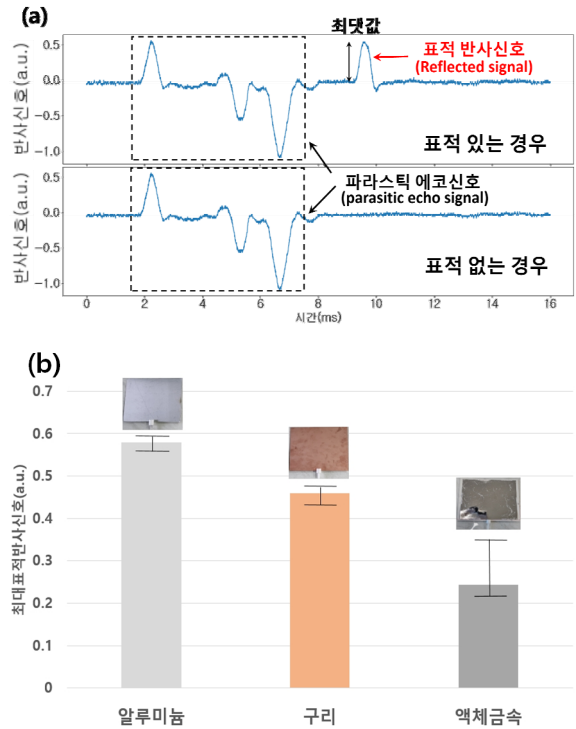 (a)
최댓값
표적 반사신호
(Reflected signal)
반사신호(a.u.)
0.5
0.0
−0.5
−1.0
표적 있는 경우
파라스틱 에코신호
(parasitic echo signal)
반사신호(a.u.)
0.5
0.0
−0.5
−1.0
표적 없는 경우
0 2 4 6 8 10 12 14 16
시간(ms)
(b)
최대표적반사신호(a.u.)
0.7
0.6
0.5
0.4
0.3
0.2
0.1
0
알루미늄 구리 액체금속